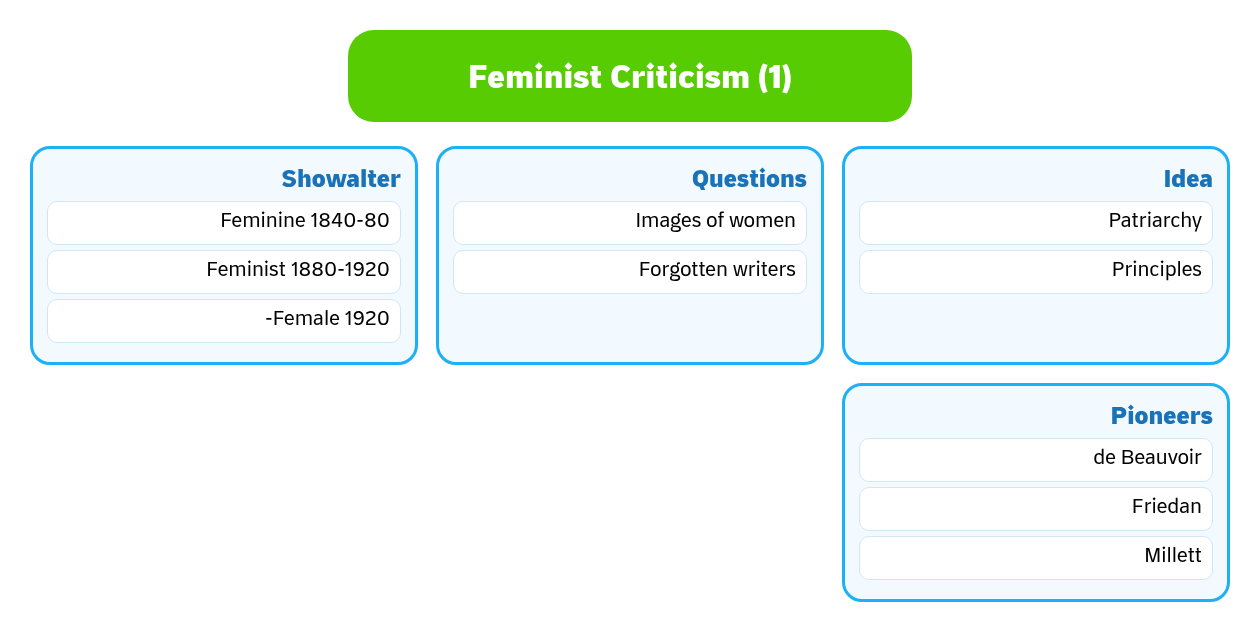 Feminist Criticism (1)
Idea
Patriarchy
Principles
Questions
Images of women
Forgotten writers
Showalter
Feminine 1840-80
Feminist 1880-1920
-Female 1920
Pioneers
de Beauvoir
Friedan
Millett